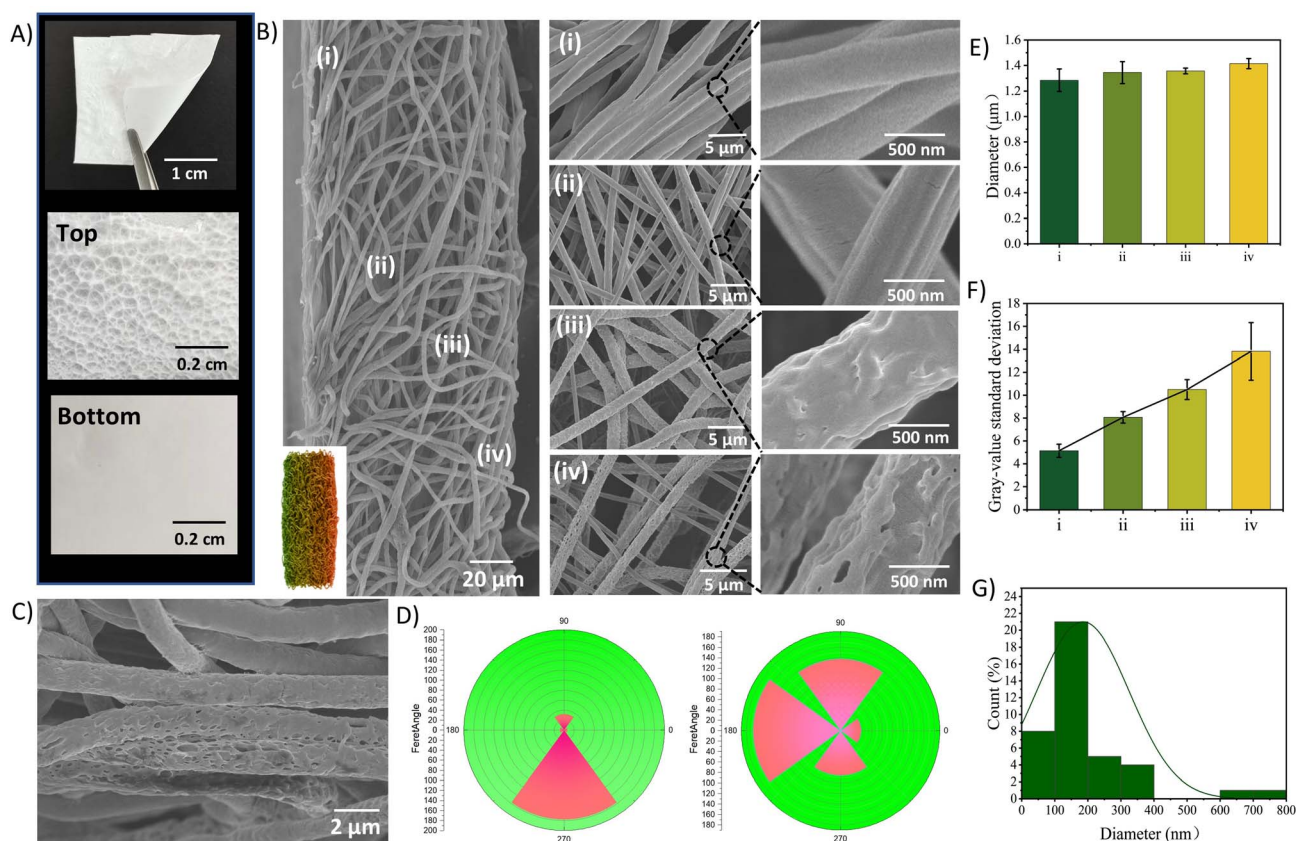 A)
1 cm
Top
0.2 cm
Bottom
0.2 cm
B)
(i)
(ii)
(iii)
(iv)
20 μm
(i)
5 μm
500 nm
(ii)
5 μm
500 nm
(iii)
5 μm
500 nm
(iv)
5 μm
500 nm
C)
2 μm
D)
200
180
160
140
120
100
80
60
40
20
0
20
40
60
80
100
120
140
160
180
200
FeretAngle
90
180
0
270
180
160
140
120
100
80
60
40
20
0
20
40
60
80
100
120
140
160
180
FeretAngle
90
180
0
270
E)
Diameter (μm)
1.6
1.4
1.2
1.0
0.8
0.6
0.4
0.2
0.0
i ii iii iv
F)
Gray-value standard deviation
18
16
14
12
10
8
6
4
2
0
i ii iii iv
G)
Count (%)
24
22
20
18
16
14
12
10
8
6
4
2
0
0 100 200 300 400 500 600 700 800
Diameter (nm)